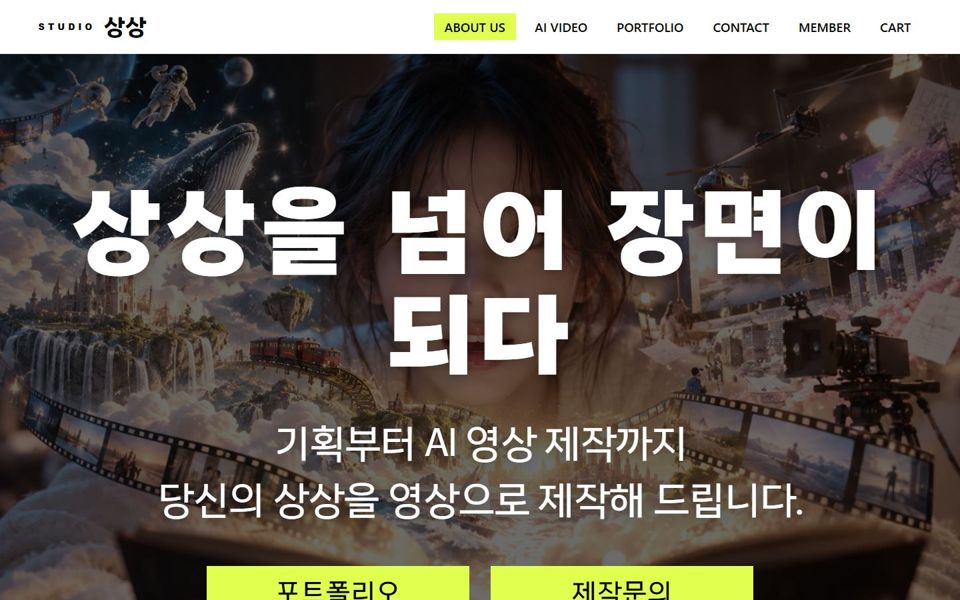 STUDIO 상상
ABOUT US
AI VIDEO
PORTFOLIO
CONTACT
MEMBER
CART
상상을 넘어 장면이
되다
기획부터 AI 영상 제작까지
당신의 상상을 영상으로 제작해 드립니다.
포트폴리오
제작문의